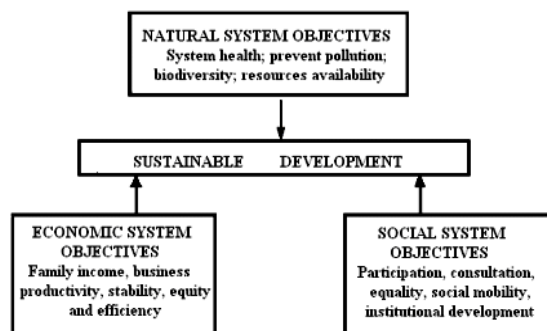 NATURAL SYSTEM OBJECTIVES
System health; prevent pollution;
biodiversity; resources availability
SUSTAINABLE DEVELOPMENT
ECONOMIC SYSTEM
OBJECTIVES
Family income, business
productivity, stability, equity
and efficiency
SOCIAL SYSTEM
OBJECTIVES
Participation, consultation,
equality, social mobility,
institutional development